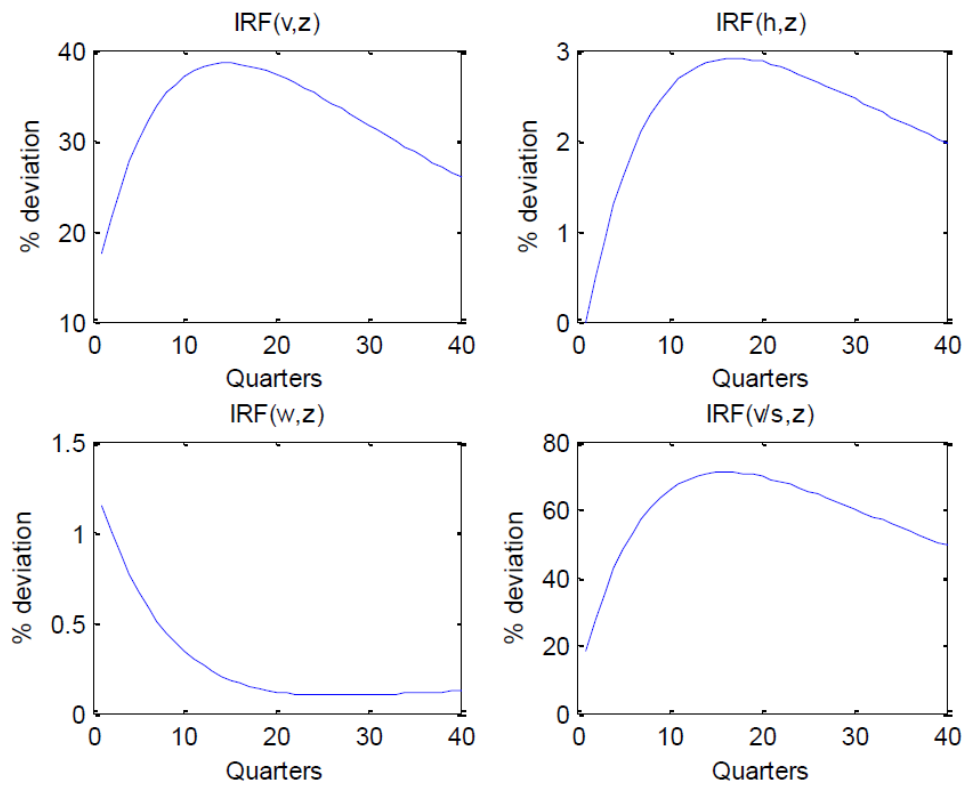 IRF(v,z)
% deviation
40
30
20
10
0 10 20 30 40
Quarters
IRF(h,z)
% deviation
3
2
1
0
0 10 20 30 40
Quarters
IRF(w,z)
% deviation
1.5
1
0.5
0
0 10 20 30 40
Quarters
IRF(v/s,z)
% deviation
80
60
40
20
0
0 10 20 30 40
Quarters